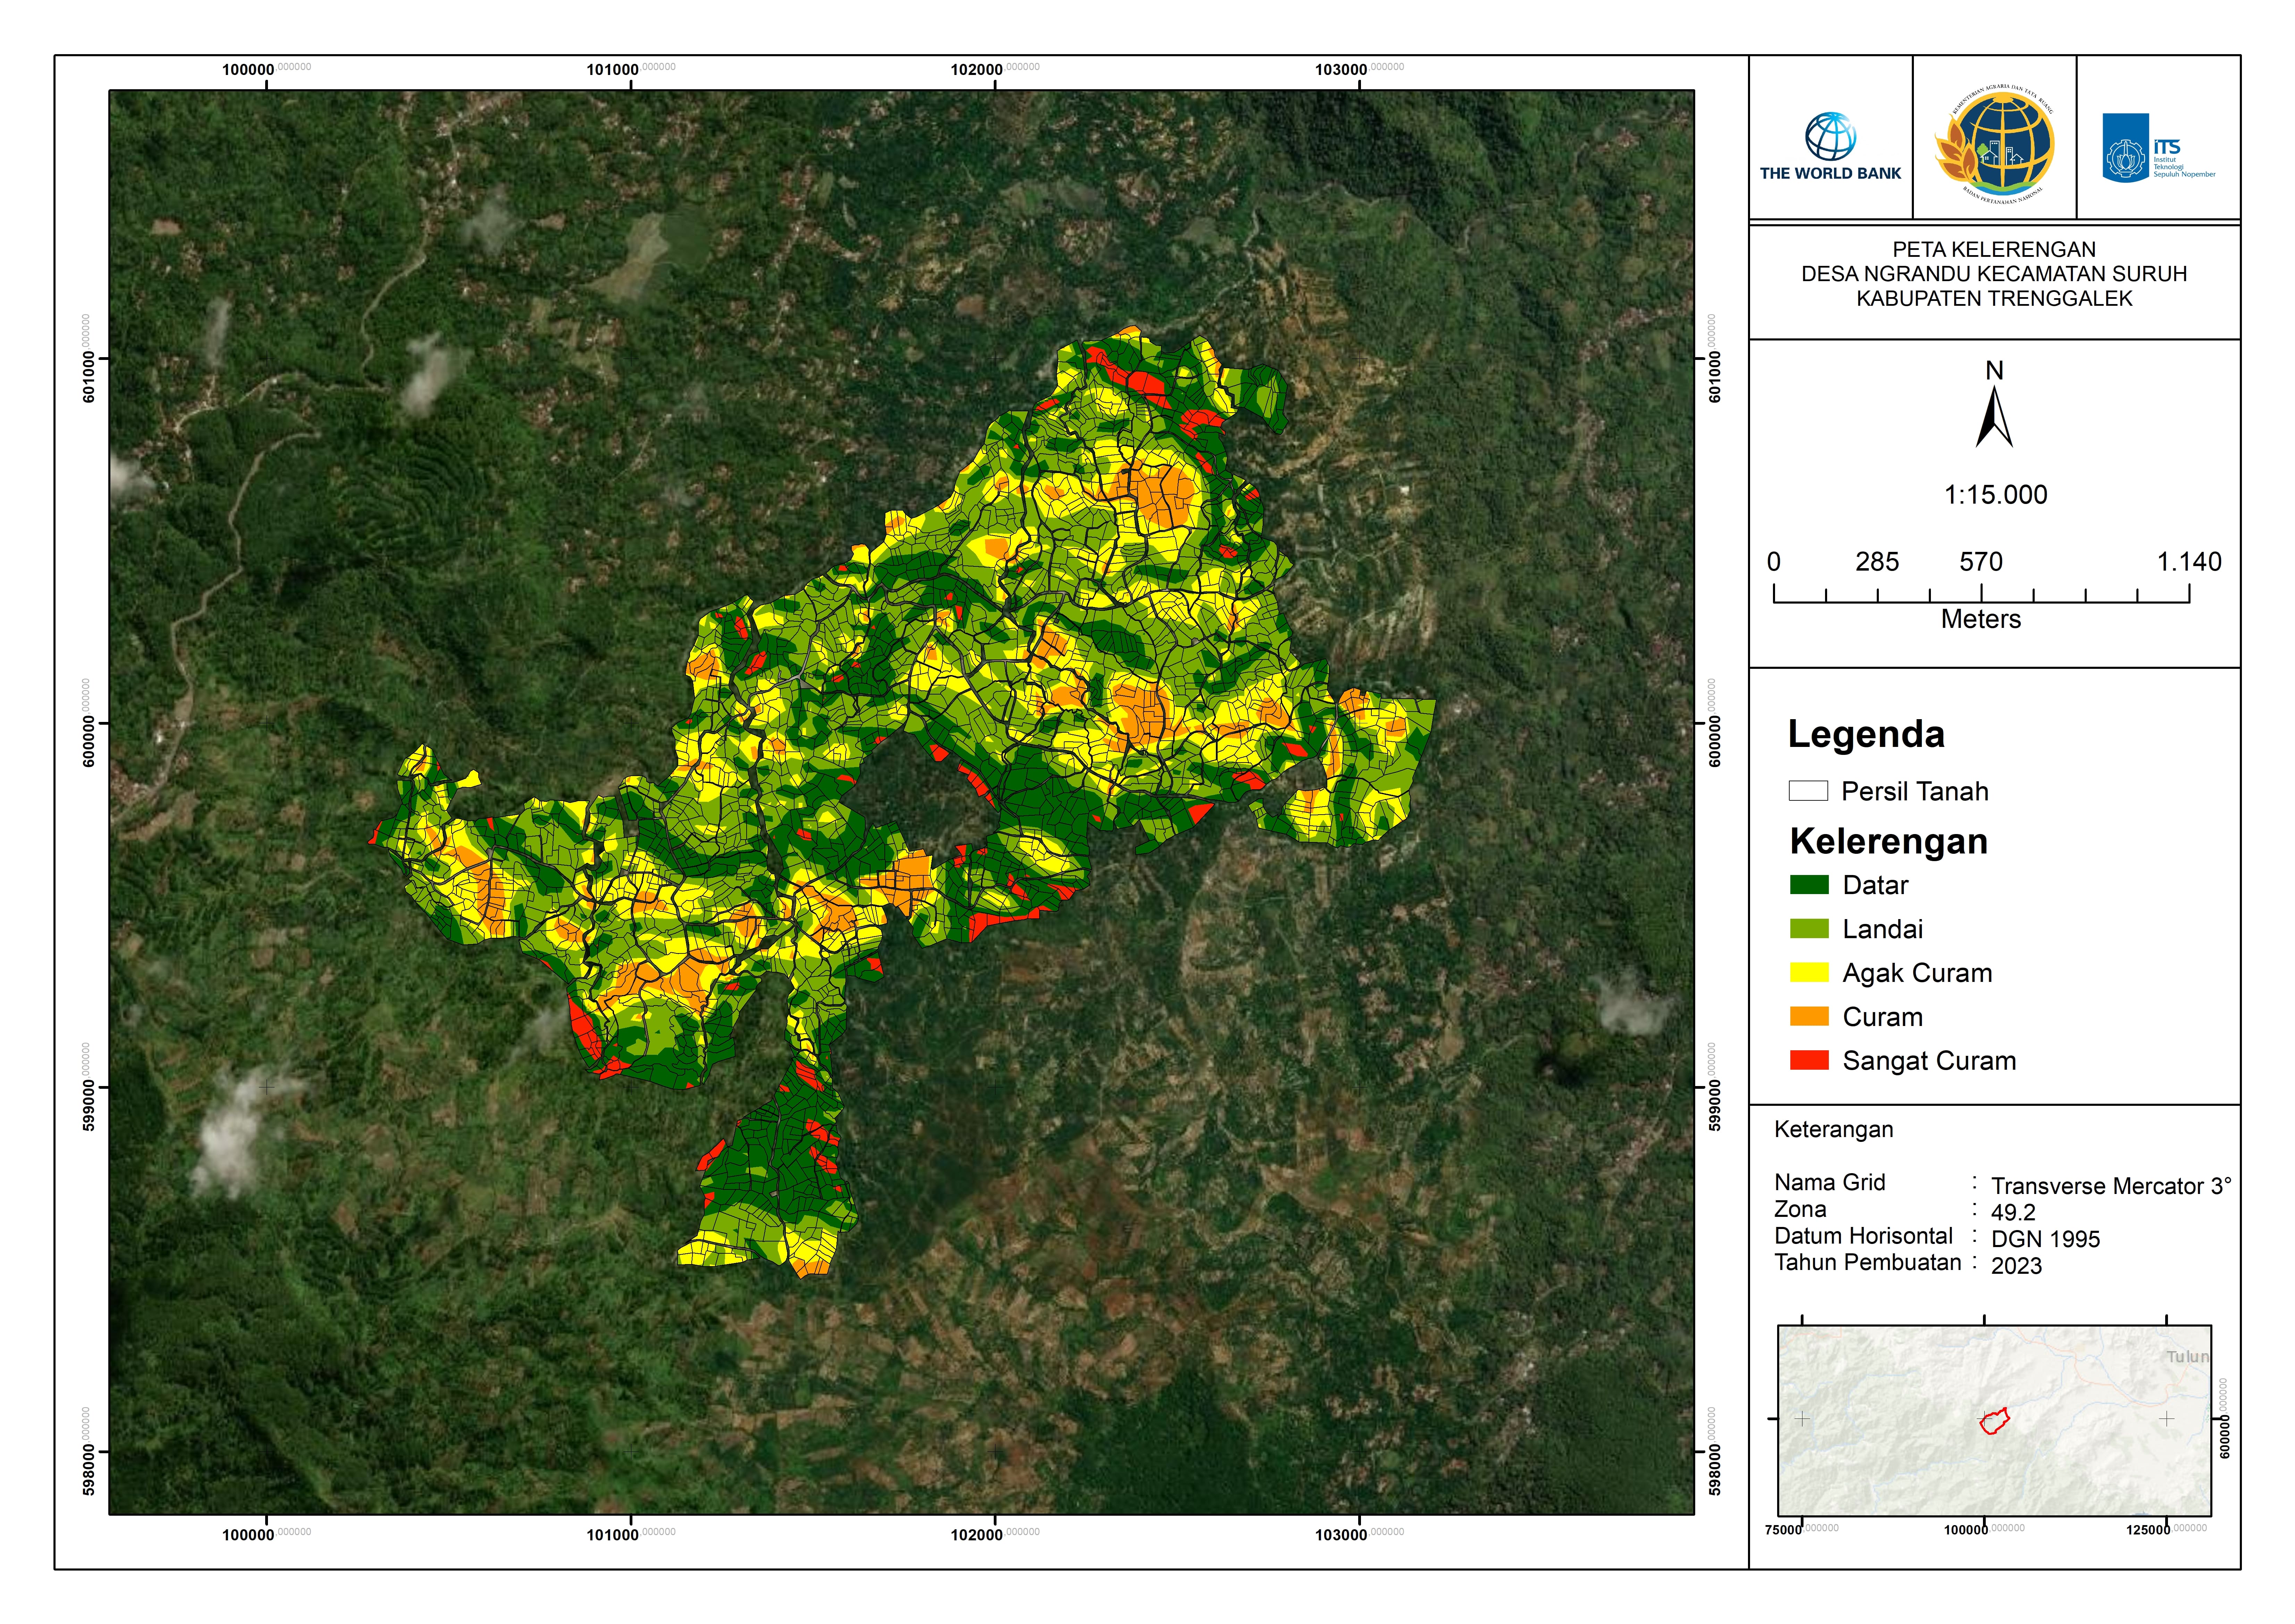 100000.000000
101000.000000
102000.000000
103000.000000
601000.000000
600000.000000
599000.000000
598000.000000
601000.000000
600000.000000
599000.000000
598000.000000
100000.000000
101000.000000
102000.000000
103000.000000
THE WORLD BANK
KEMENTERIAN AGRARIA DAN TATA RUANG
BADAN PERTANAHAN NASIONAL
ITS
Institut
Teknologi
Sepuluh Nopember
PETA KELERENGAN
DESA NGRANDU KECAMATAN SURUH
KABUPATEN TRENGGALEK
N
1:15.000
0 285 570 1.140
Meters
Legenda
Persil Tanah
Kelerengan
Datar
Landai
Agak Curam
Curam
Sangat Curam
Keterangan
Nama Grid : Transverse Mercator 3°
Zona : 49.2
Datum Horisontal : DGN 1995
Tahun Pembuatan : 2023
Tulun
600000.000000
75000.000000
100000.000000
125000.000000